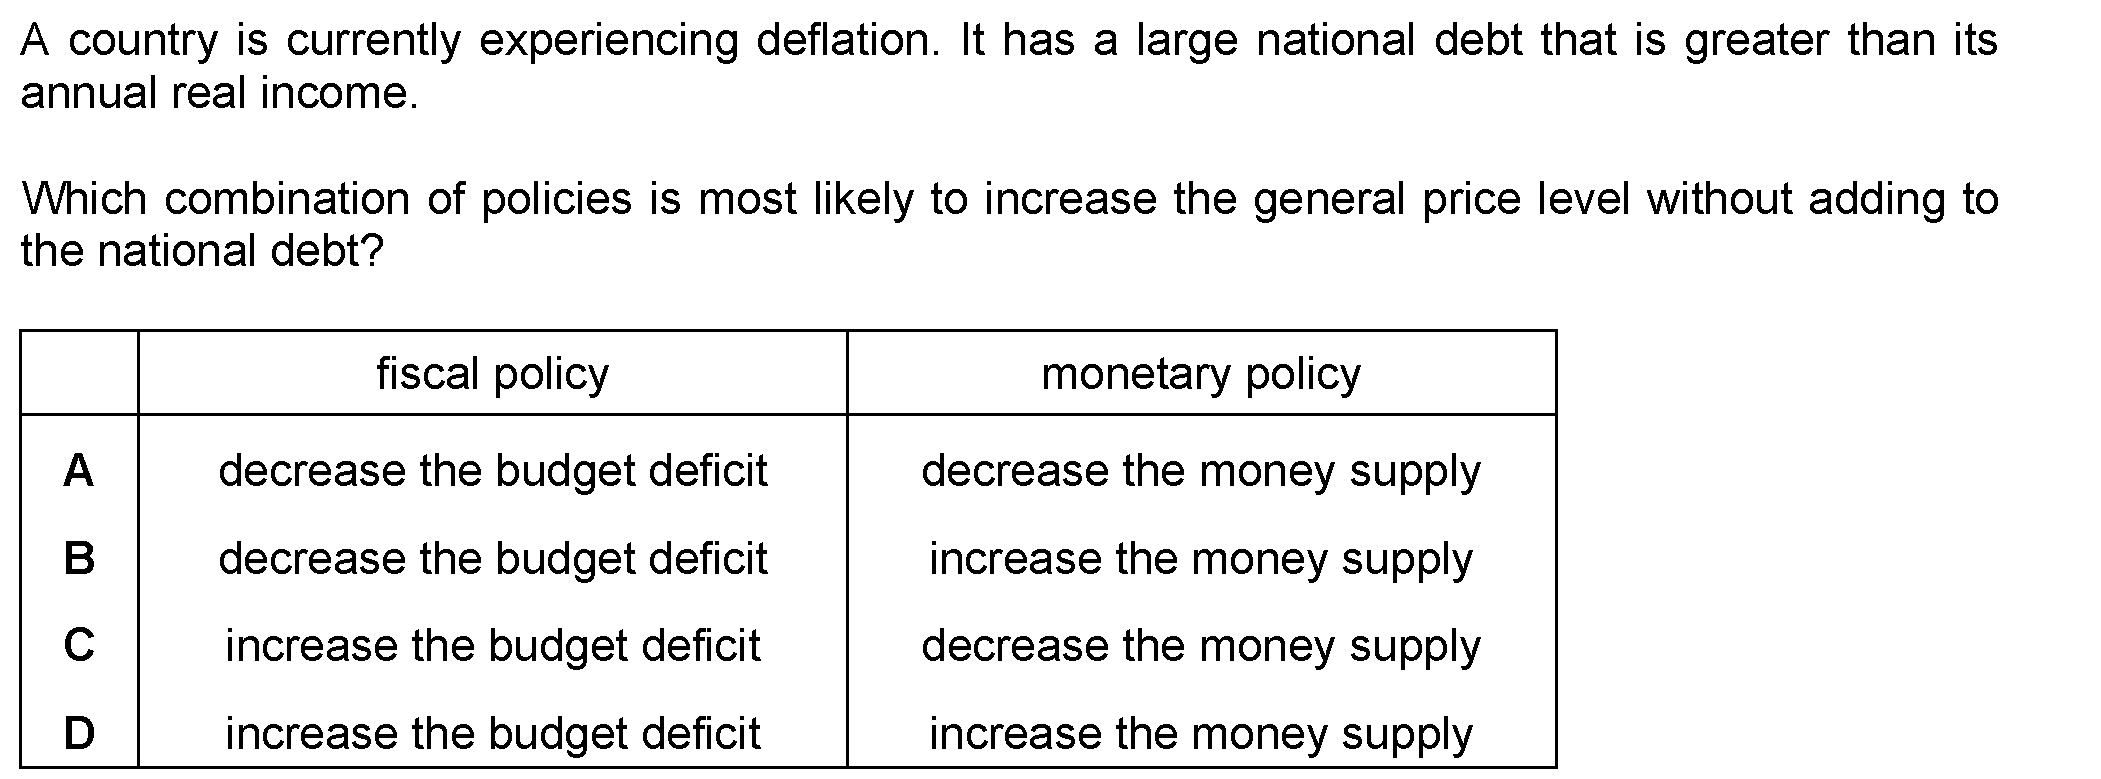 A country is currently experiencing deflation. It has a large national debt that is greater than its
annual real income.
Which combination of policies is most likely to increase the general price level without adding to
the national debt?
fiscal policy monetary policy
A decrease the budget deficit decrease the money supply
B decrease the budget deficit increase the money supply
C increase the budget deficit decrease the money supply
D increase the budget deficit increase the money supply